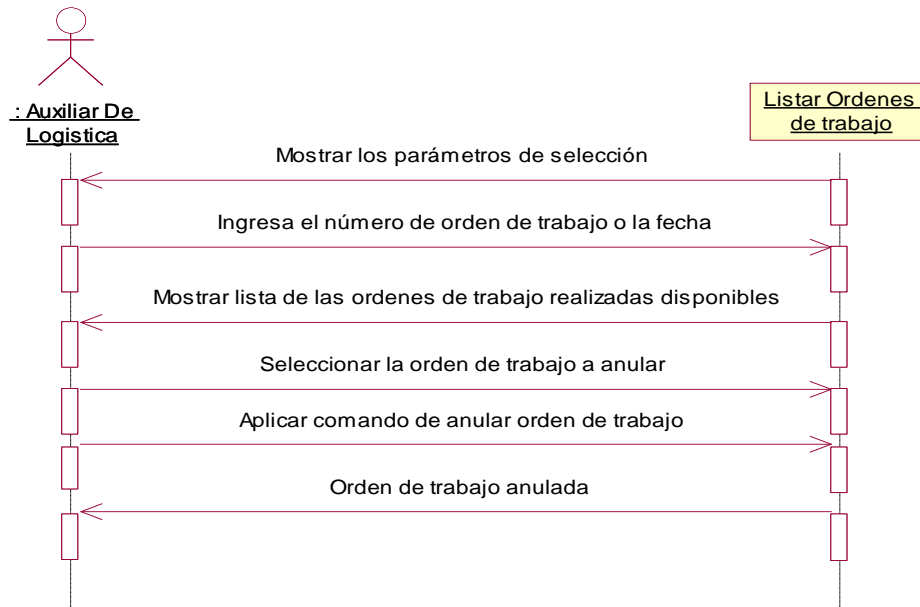 : Auxiliar De
Logistica
Listar Ordenes
de trabajo
Mostrar los parámetros de selección
Ingresa el número de orden de trabajo o la fecha
Mostrar lista de las ordenes de trabajo realizadas disponibles
Seleccionar la orden de trabajo a anular
Aplicar comando de anular orden de trabajo
Orden de trabajo anulada